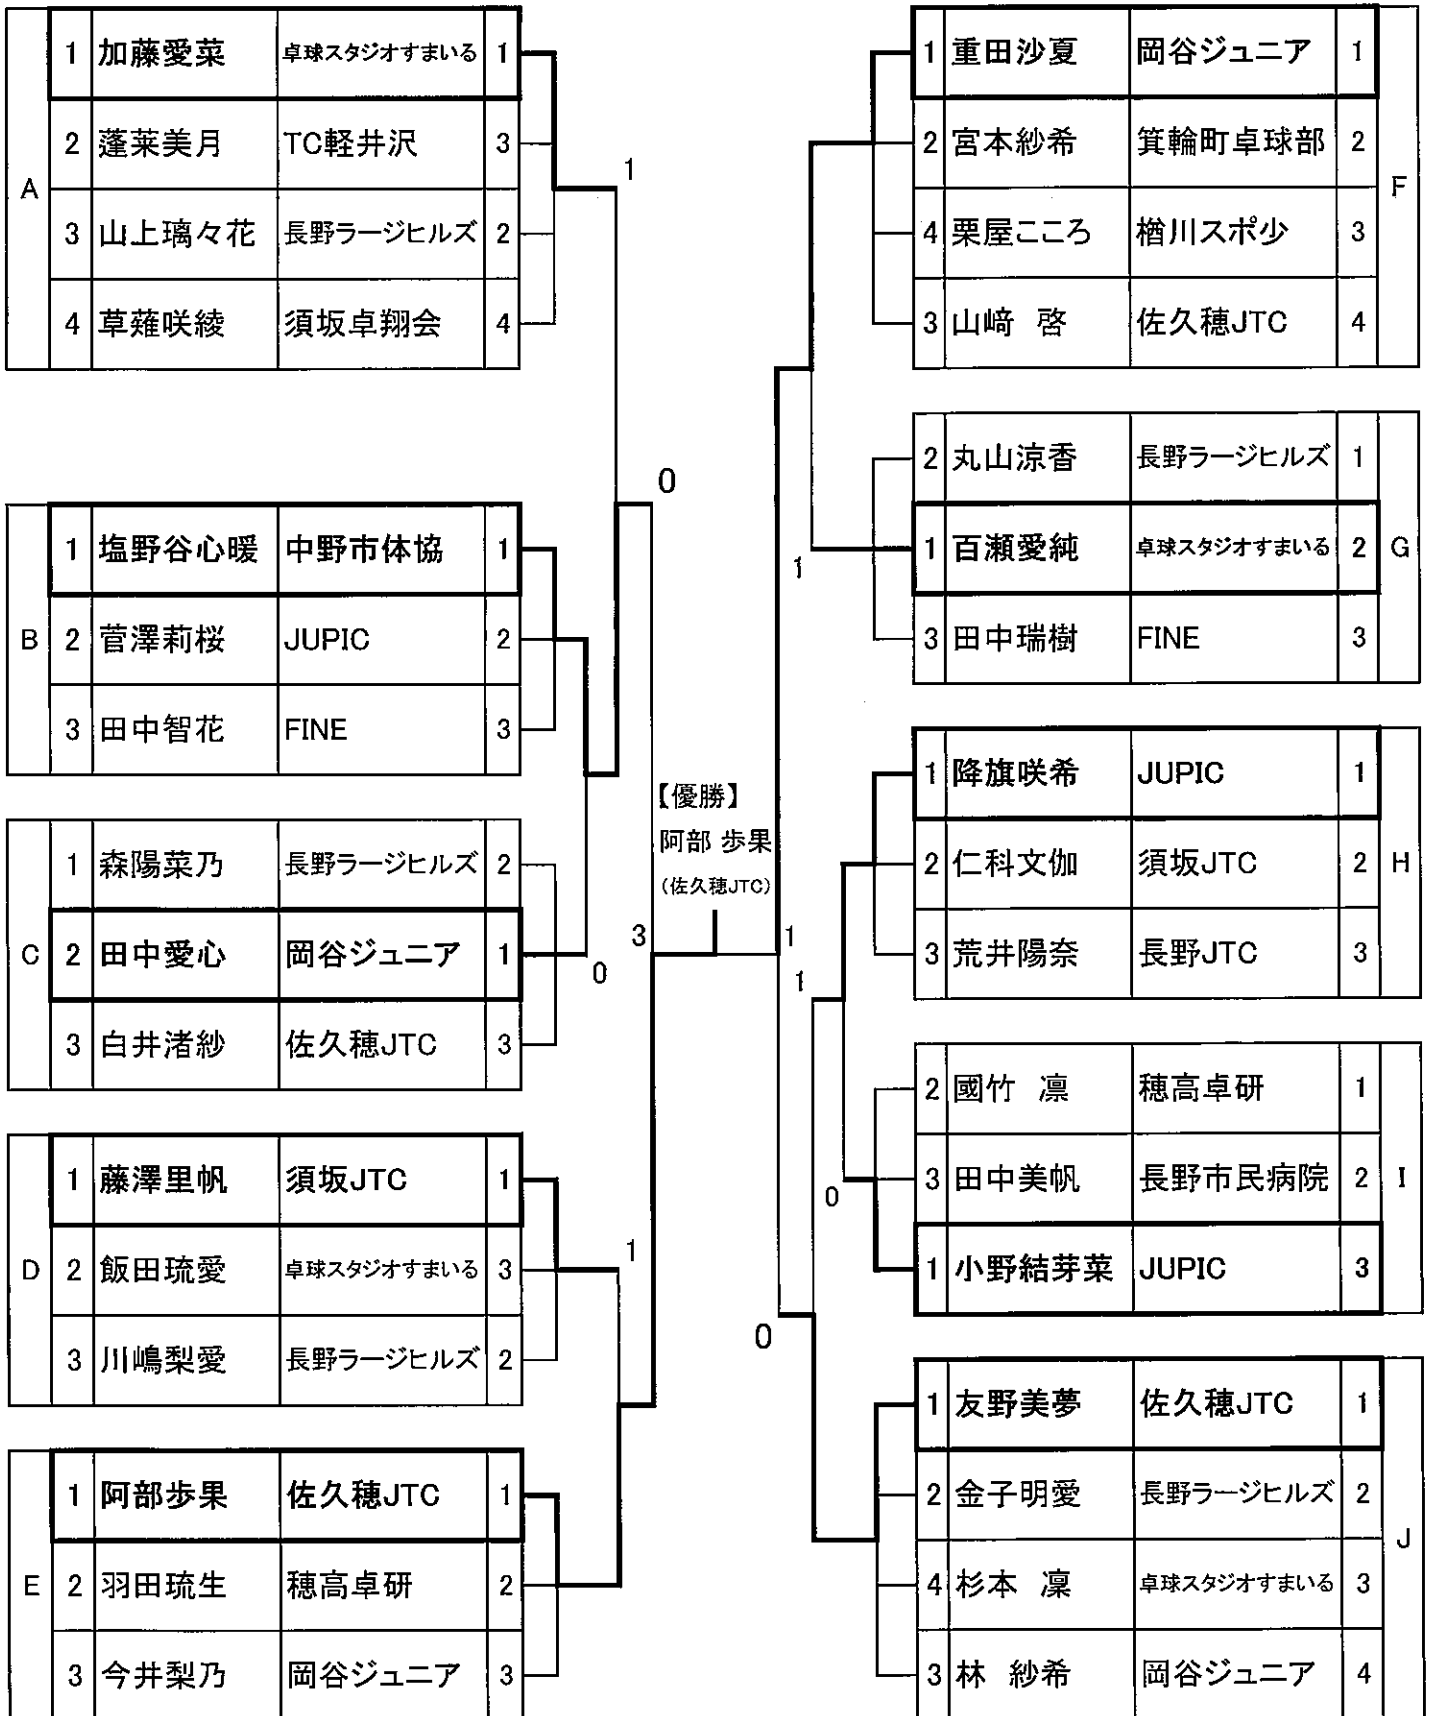 A
1 加藤愛菜 卓球スタジオすまいる 1
2 蓬莱美月 TC軽井沢 3
3 山上璃々花 長野ラージヒルズ 2
4 草薙咲綾 須坂卓翔会 4
B
1 塩野谷心暖 中野市体協 1
2 菅澤莉桜 JUPIC 2
3 田中智花 FINE 3
C
1 森陽菜乃 長野ラージヒルズ 2
2 田中愛心 岡谷ジュニア 1
3 白井渚紗 佐久穂JTC 3
D
1 藤澤里帆 須坂JTC 1
2 飯田琉愛 卓球スタジオすまいる 3
3 川嶋梨愛 長野ラージヒルズ 2
E
1 阿部歩果 佐久穂JTC 1
2 羽田琉生 穂高卓研 2
3 今井梨乃 岡谷ジュニア 3
1
0
0
3
1
【優勝】
阿部 歩果
(佐久穂JTC)
1
1
1
0
0
1 重田沙夏 岡谷ジュニア 1
2 宮本紗希 箕輪町卓球部 2
4 栗屋こころ 楢川スポ少 3
3 山﨑 啓 佐久穂JTC 4
F
2 丸山涼香 長野ラージヒルズ 1
1 百瀬愛純 卓球スタジオすまいる 2
3 田中瑞樹 FINE 3
G
1 降旗咲希 JUPIC 1
2 仁科文伽 須坂JTC 2
3 荒井陽奈 長野JTC 3
H
2 國竹 凛 穂高卓研 1
3 田中美帆 長野市民病院 2
1 小野結芽菜 JUPIC 3
I
1 友野美夢 佐久穂JTC 1
2 金子明愛 長野ラージヒルズ 2
4 杉本 凜 卓球スタジオすまいる 3
3 林 紗希 岡谷ジュニア 4
J